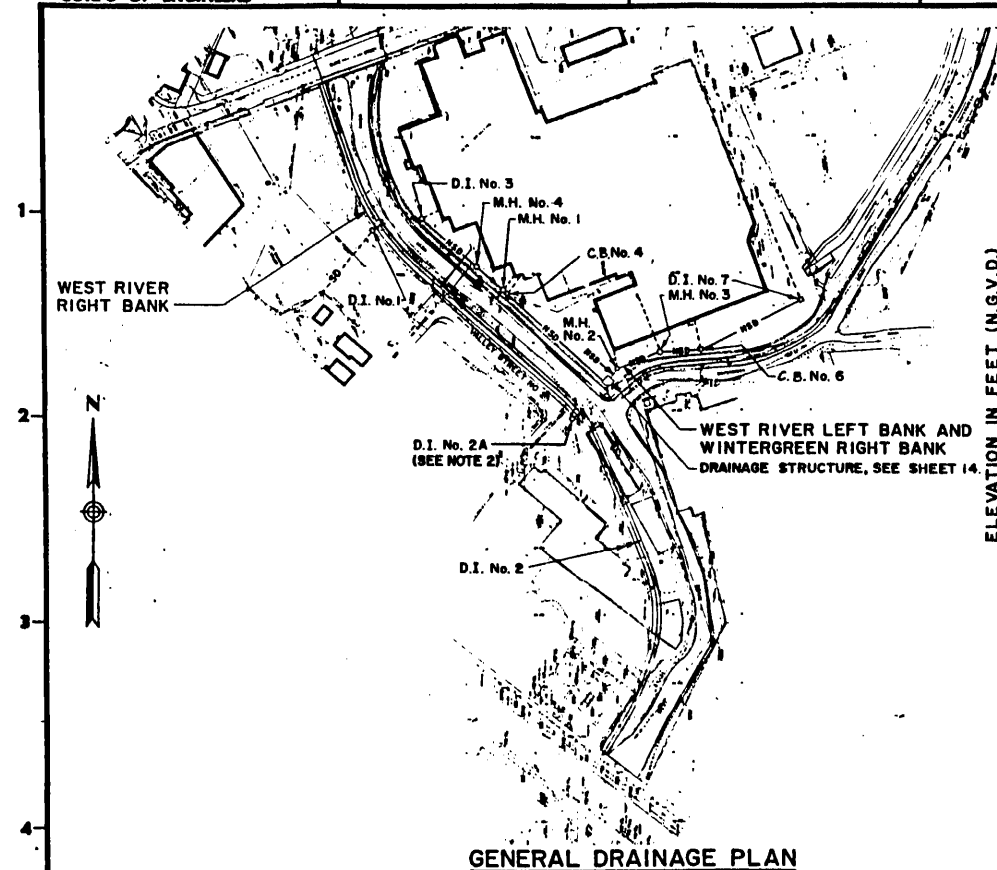 D.I. No. 3
M.H. No. 4
M.H. No. 1
1
C.B. No. 4
D.I. No. 7
M.H. No. 3
WEST RIVER
RIGHT BANK
D.I. No. 1
M.H.
No. 2
C.B. No. 6
2
N
WEST RIVER LEFT BANK AND
WINTERGREEN RIGHT BANK
DRAINAGE STRUCTURE, SEE SHEET 14.
D.I. No. 2A
(SEE NOTE 2)
ELEVATION IN FEET (N.G.V.D.)
D.I. No. 2
3
4
GENERAL DRAINAGE PLAN